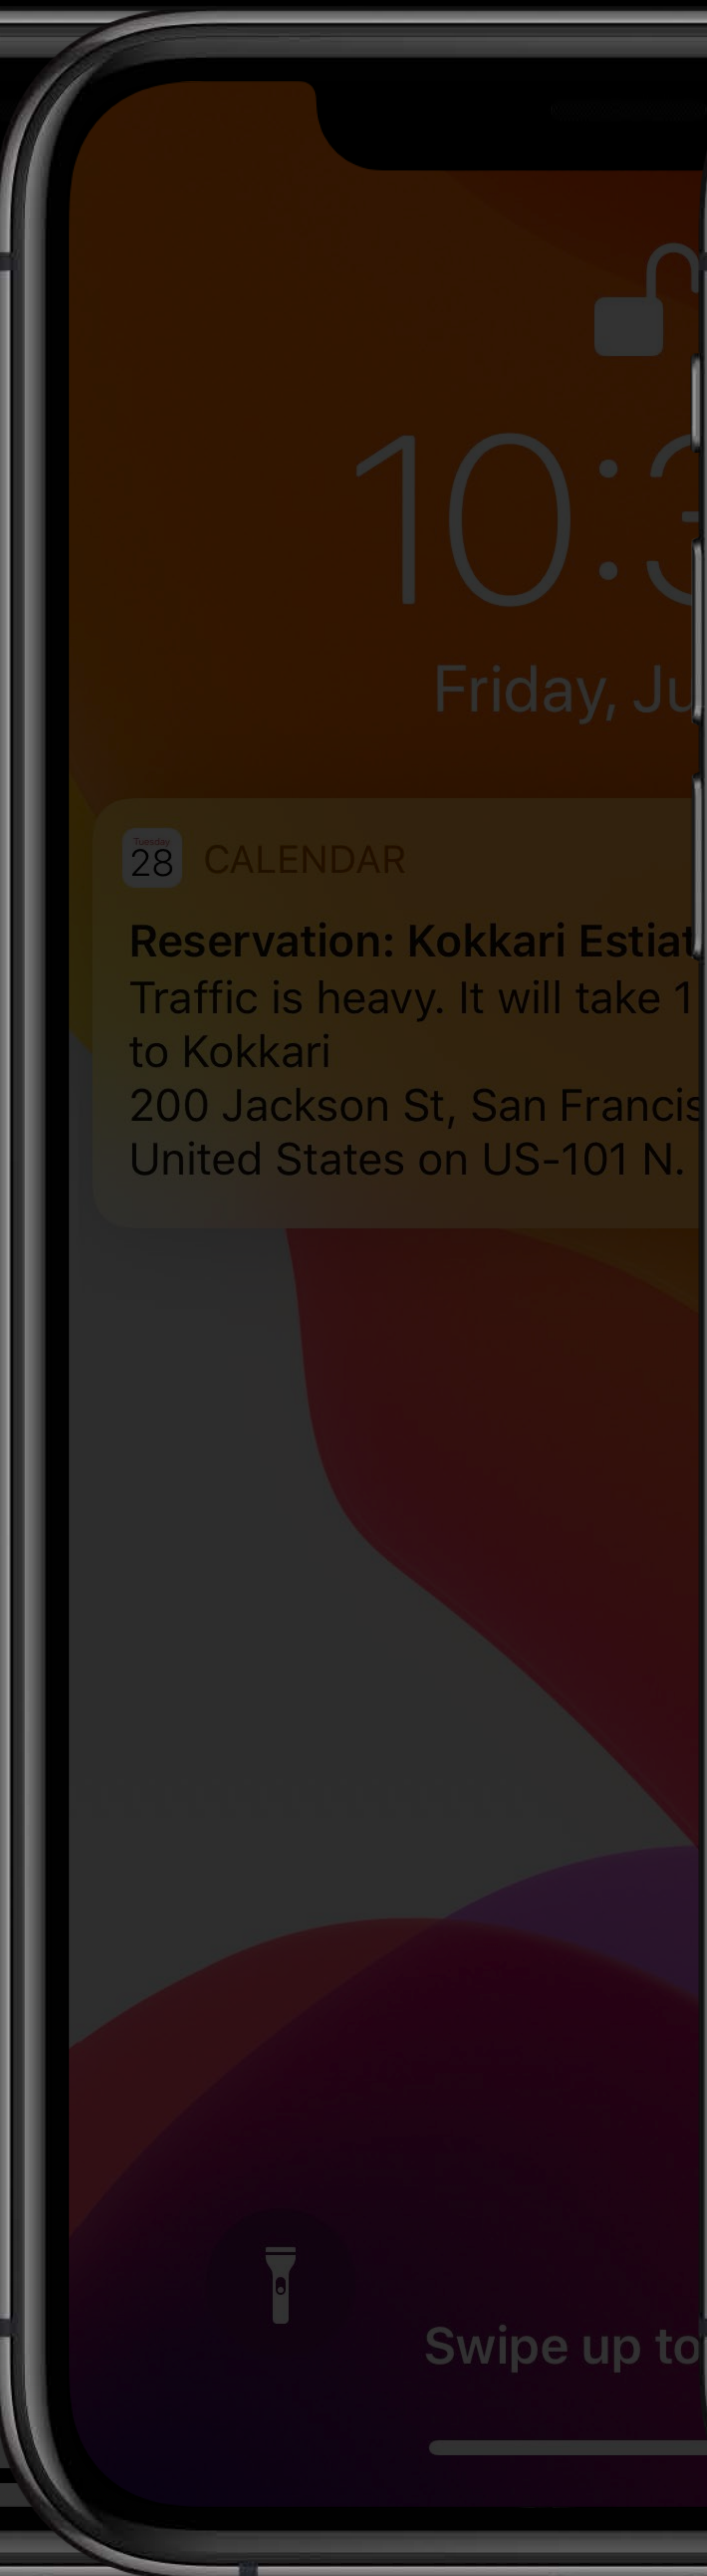 10:3
Friday, Ju
Tuesday
28
CALENDAR
Reservation: Kokkari Estiat
Traffic is heavy. It will take 1
to Kokkari
200 Jackson St, San Francis
United States on US-101 N.
Swipe up to